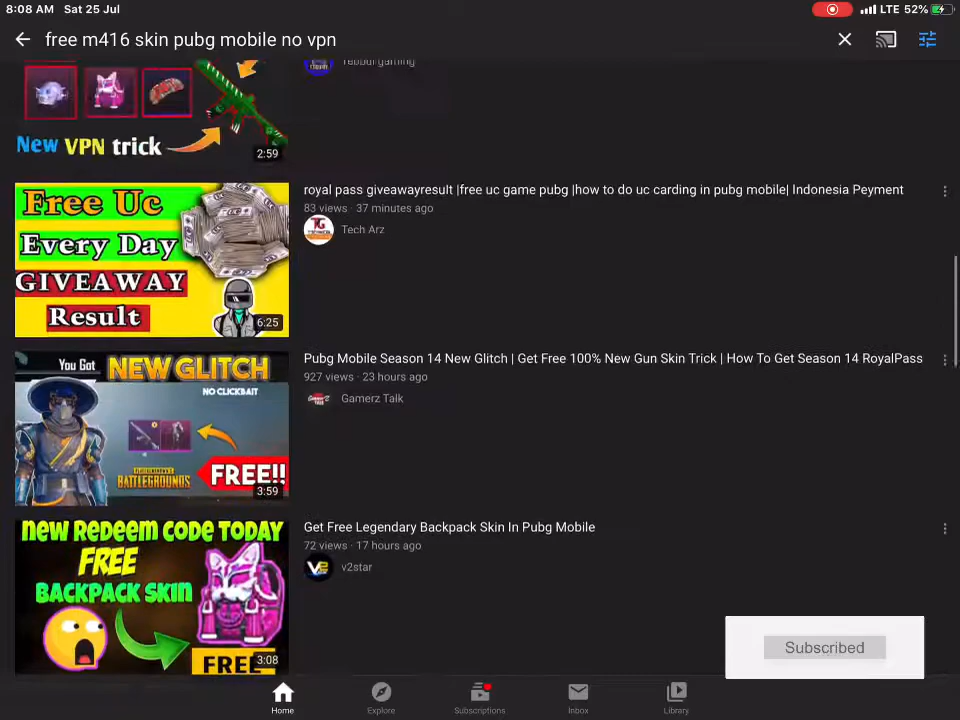 8:08 AM Sat 25 Jul
LTE 52%
free m416 skin pubg mobile no vpn
New VPN trick
2:59
Free Uc
Every Day
GIVEAWAY
Result
6:25
royal pass giveawayresult |free uc game pubg |how to do uc carding in pubg mobile| Indonesia Peyment
83 views · 37 minutes ago
TG
Tech Arz
You Got NEW GLITCH
NO CLICKBAIT
BATTLEGROUNDS
FREE!!
3:59
Pubg Mobile Season 14 New Glitch | Get Free 100% New Gun Skin Trick | How To Get Season 14 RoyalPass
927 views · 23 hours ago
Gamerz Talk
new Redeem code TODAY
FREE
BACKPACK SKIN
FREE
3:08
Get Free Legendary Backpack Skin In Pubg Mobile
72 views · 17 hours ago
V2
v2star
Subscribed
Home
Explore
Subscriptions
Inbox
Library